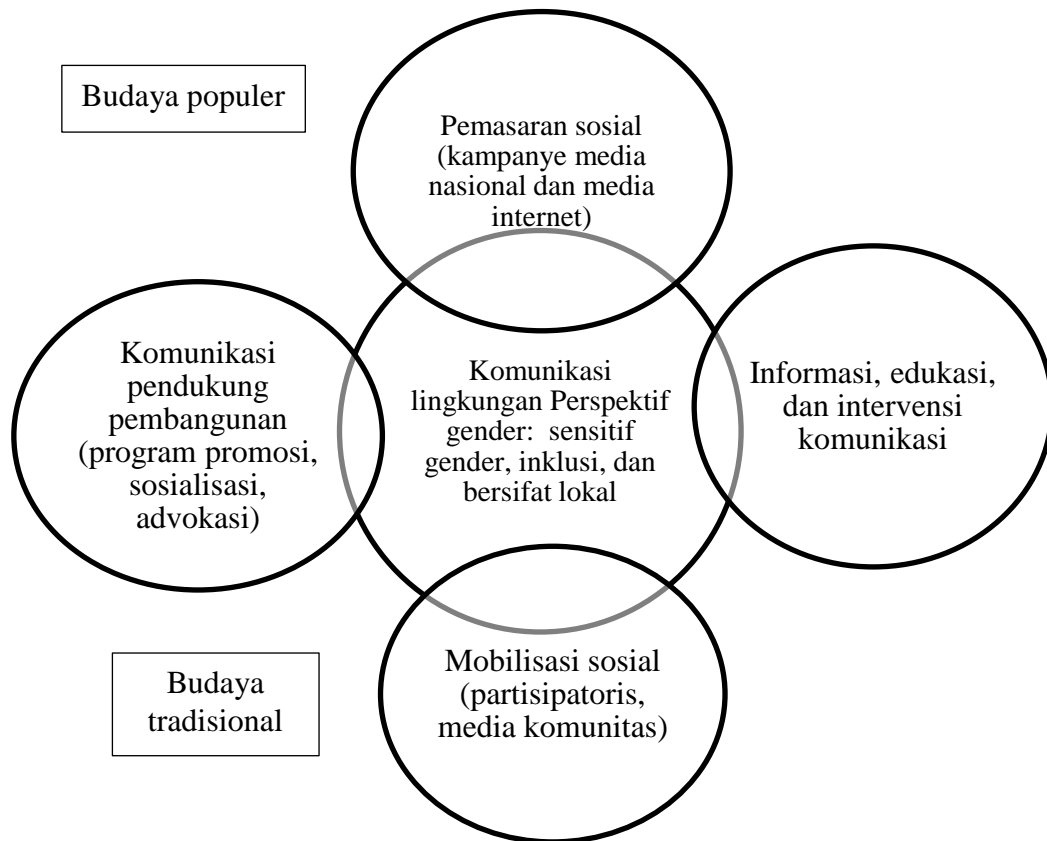 Budaya populer
Pemasaran sosial
(kampanye media
nasional dan media
internet)
Komunikasi
pendukung
pembangunan
(program promosi,
sosialisasi,
advokasi)
Komunikasi
lingkungan Perspektif
gender:  sensitif
gender, inklusi, dan
bersifat lokal
Informasi, edukasi,
dan intervensi
komunikasi
Mobilisasi sosial
(partisipatoris,
media komunitas)
Budaya
tradisional